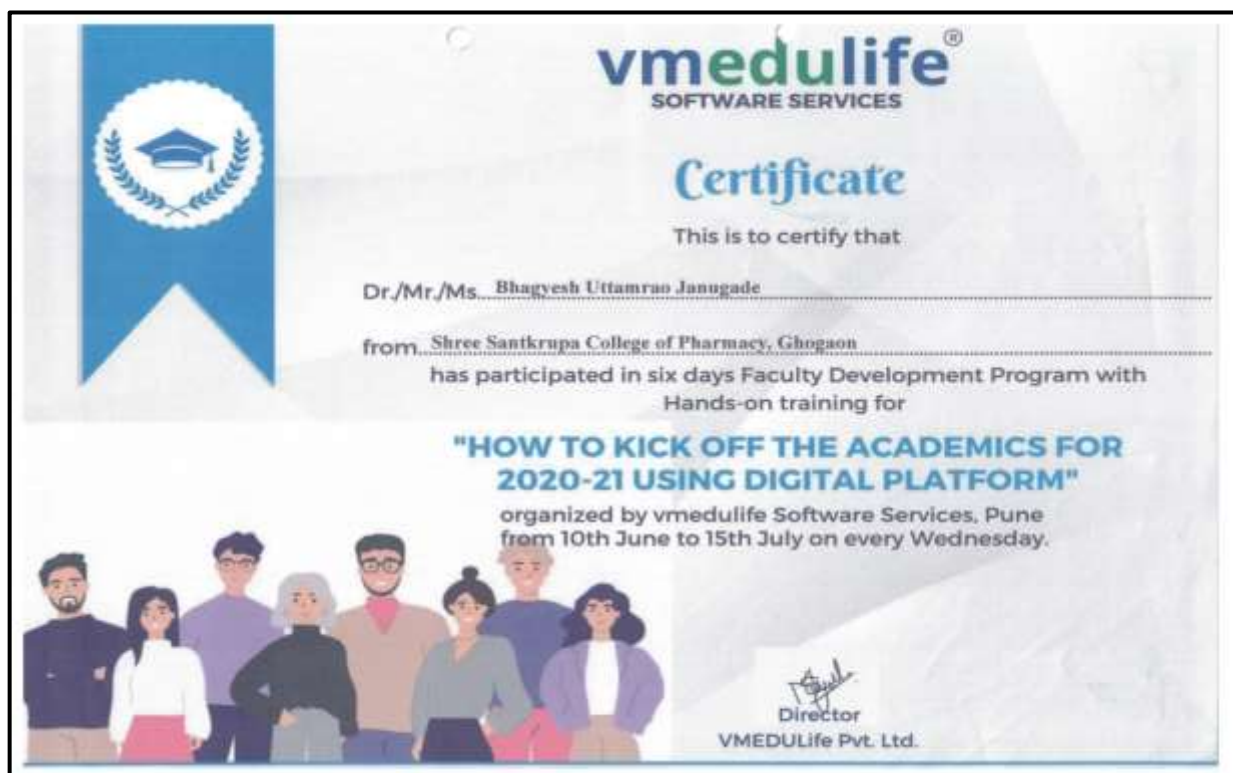 vmedulife®
SOFTWARE SERVICES
Certificate
This is to certify that
Dr./Mr./Ms. Bhagyesh Uttamrao Janugade
from Shree Santkrupa College of Pharmacy, Ghogaon
has participated in six days Faculty Development Program with
Hands-on training for
"HOW TO KICK OFF THE ACADEMICS FOR
2020-21 USING DIGITAL PLATFORM"
organized by vmedulife Software Services, Pune
from 10th June to 15th July on every Wednesday.
Director
VMEDULife Pvt. Ltd.